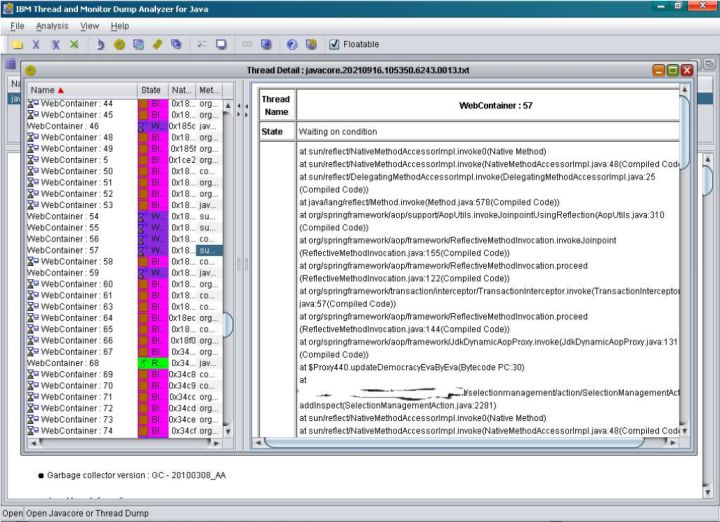 IBM Thread and Monitor Dump Analyzer for Java
File Analysis View Help
Floatable
Thread Detail : javacore.20210916.105350.6243.0013.txt
Name State Nat... Met...
WebContainer : 44 Bl... 0x18... org...
WebContainer : 45 Bl... 0x18... org...
WebContainer : 46 W... 0x185c jav...
WebContainer : 48 Bl... 0x18... org...
WebContainer : 49 Bl... 0x185f org...
WebContainer : 5 Bl... 0x1ce2 org...
WebContainer : 50 Bl... 0x18... co...
WebContainer : 51 Bl... 0x18... org...
WebContainer : 52 Bl... 0x18... org...
WebContainer : 53 Bl... 0x18... jav...
WebContainer : 54 W... 0x18... su...
WebContainer : 55 W... 0x18... su...
WebContainer : 56 W... 0x18... co...
WebContainer : 57 W... 0x18... su...
WebContainer : 58 Bl... 0x18... co...
WebContainer : 59 W... 0x18... jav...
WebContainer : 60 Bl... 0x18... org...
WebContainer : 61 Bl... 0x18... co...
WebContainer : 63 Bl... 0x18... co...
WebContainer : 64 Bl... 0x18ec org...
WebContainer : 65 Bl... 0x18... co...
WebContainer : 66 Bl... 0x18f0 org...
WebContainer : 67 Bl... 0x34... org...
WebContainer : 68 R... 0x34... jav...
WebContainer : 69 Bl... 0x34c8 co...
WebContainer : 70 Bl... 0x34c9 co...
WebContainer : 71 Bl... 0x34cc org...
WebContainer : 72 Bl... 0x34cd org...
WebContainer : 73 Bl... 0x34ce org...
WebContainer : 74 Bl... 0x34cf org...
Thread Name WebContainer : 57
State Waiting on condition
at sun/reflect/NativeMethodAccessorImpl.invoke0(Native Method)
at sun/reflect/NativeMethodAccessorImpl.invoke(NativeMethodAccessorImpl.java:48(Compiled Code
at sun/reflect/DelegatingMethodAccessorImpl.invoke(DelegatingMethodAccessorImpl.java:25
(Compiled Code))
at java/lang/reflect/Method.invoke(Method.java:578(Compiled Code))
at org/springframework/aop/support/AopUtils.invokeJoinpointUsingReflection(AopUtils.java:310
(Compiled Code))
at org/springframework/aop/framework/ReflectiveMethodInvocation.invokeJoinpoint
(ReflectiveMethodInvocation.java:155(Compiled Code))
at org/springframework/aop/framework/ReflectiveMethodInvocation.proceed
(ReflectiveMethodInvocation.java:122(Compiled Code))
at org/springframework/transaction/interceptor/TransactionInterceptor.invoke(TransactionInterceptor
java:57(Compiled Code))
at org/springframework/aop/framework/ReflectiveMethodInvocation.proceed
(ReflectiveMethodInvocation.java:144(Compiled Code))
at org/springframework/aop/framework/JdkDynamicAopProxy.invoke(JdkDynamicAopProxy.java:131
(Compiled Code))
at $Proxy440.updateDemocracyEvaByEva(Bytecode PC:30)
at
/selectionmanagement/action/SelectionManagementAct
addInspect(SelectionManagementAction.java:2281)
at sun/reflect/NativeMethodAccessorImpl.invoke0(Native Method)
at sun/reflect/NativeMethodAccessorImpl.invoke(NativeMethodAccessorImpl.java:48(Compiled Code
Garbage collector version : GC - 20100308_AA
Open Open Javacore or Thread Dump